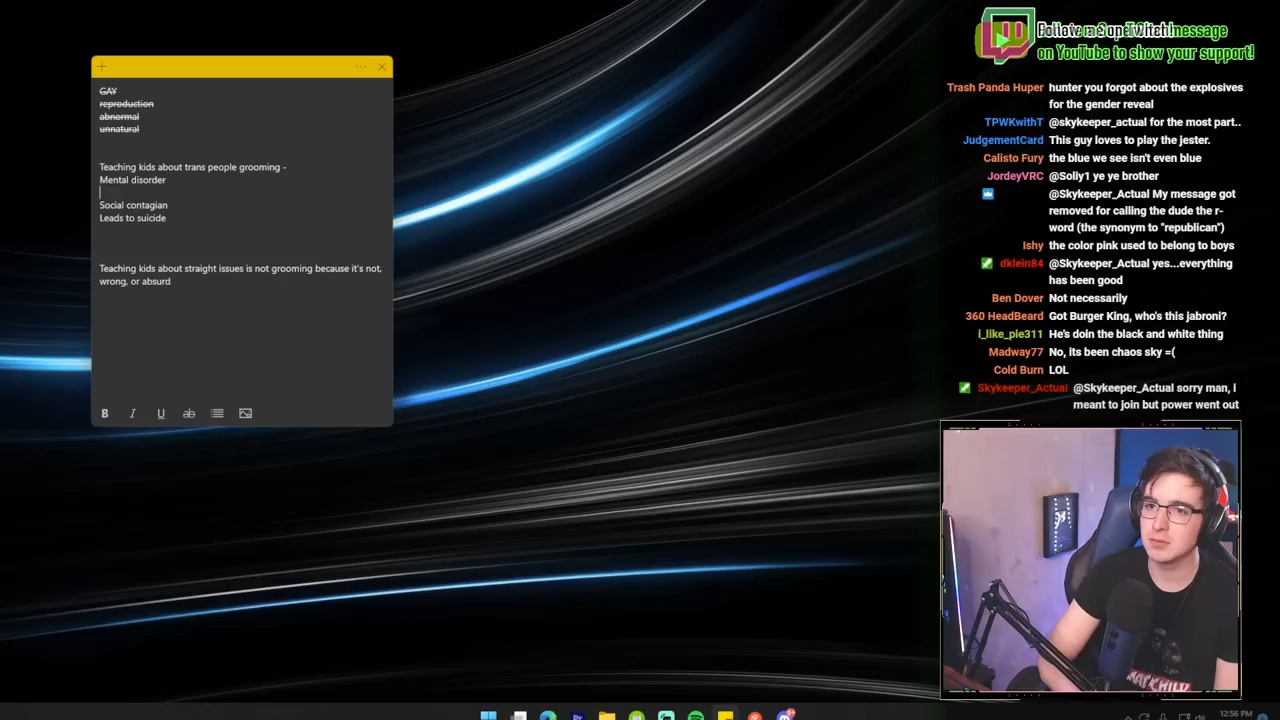 GAY
reproduction
abnormal
unnatural
Teaching kids about trans people grooming -
Mental disorder
Social contagian
Leads to suicide
Teaching kids about straight issues is not grooming because it's not,
wrong, or absurd
B I U ab
on YouTube to show your support!
Trash Panda Huper hunter you forgot about the explosives
for the gender reveal
TPWKwithT @skykeeper_actual for the most part..
JudgementCard This guy loves to play the jester.
Calisto Fury the blue we see isn't even blue
JordeyVRC @Soliy1 ye ye brother
@Skykeeper_Actual My message got
removed for calling the dude the r-
word (the synonym to "republican")
Ishy the color pink used to belong to boys
dklein84 @Skykeeper_Actual yes...everything
has been good
Ben Dover Not necessarily
360 HeadBeard Got Burger King, who's this jabroni?
i_like_pie311 He's doin the black and white thing
Madway77 No, its been chaos sky =(
Cold Burn LOL
Skykeeper_Actual @Skykeeper_Actual sorry man, i
meant to join but power went out
12:56 PM